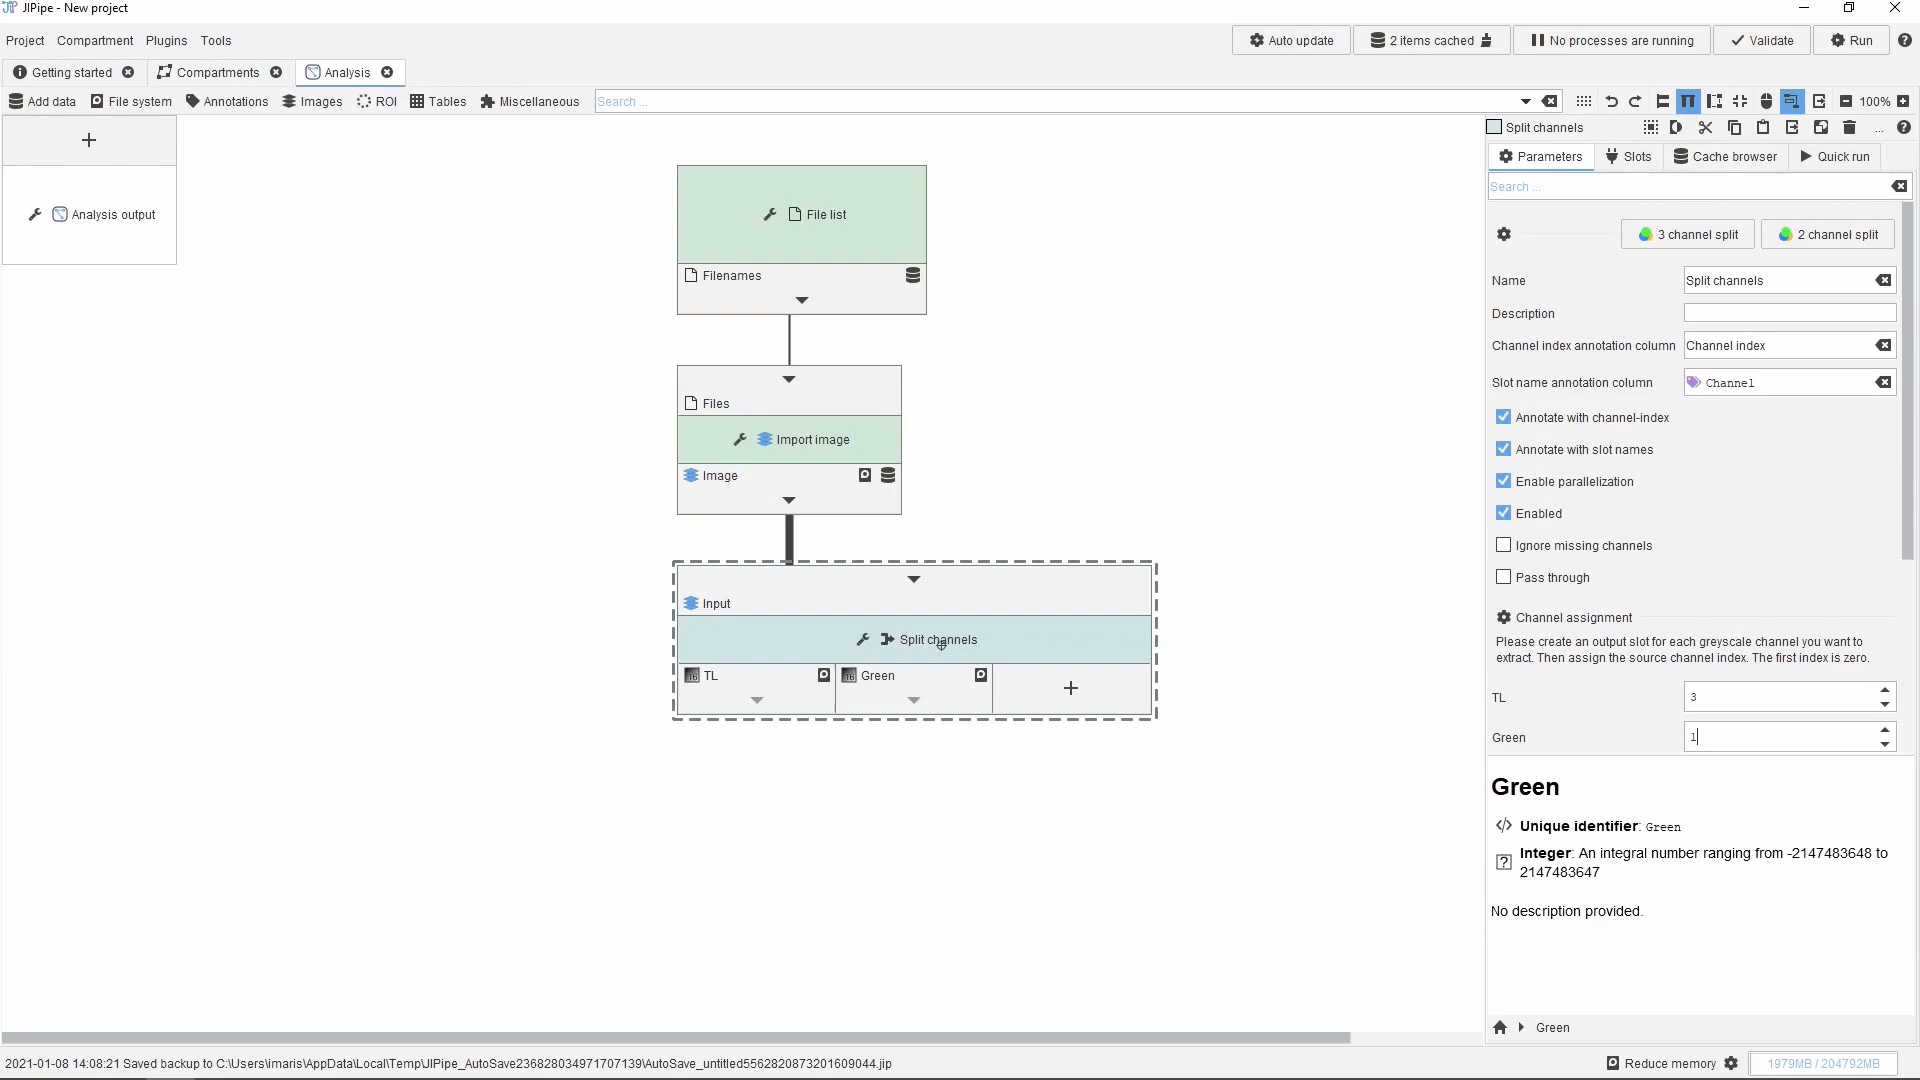 JIPipe - New project
Project Compartment Plugins Tools
Auto update 2 items cached No processes are running Validate Run
Getting started Compartments Analysis
Add data File system Annotations Images ROI Tables Miscellaneous Search ... 100%
Analysis output
File list
Filenames
Files
Import image
Image
Input
Split channels
TL Green
Split channels ...
Parameters Slots Cache browser Quick run
Search ...
3 channel split 2 channel split
Name Split channels
Description
Channel index annotation column Channel index
Slot name annotation column Channel
Annotate with channel-index
Annotate with slot names
Enable parallelization
Enabled
Ignore missing channels
Pass through
Channel assignment
Please create an output slot for each greyscale channel you want to
extract. Then assign the source channel index. The first index is zero.
TL 3
Green 1
Green
Unique identifier: Green
Integer: An integral number ranging from -2147483648 to
2147483647
No description provided.
Green
2021-01-08 14:08:21 Saved backup to C:\Users\imaris\AppData\Local\Temp\JIPipe_AutoSave236828034971707139\AutoSave_untitled5562820873201609044.jip
Reduce memory 1979MB / 204792MB